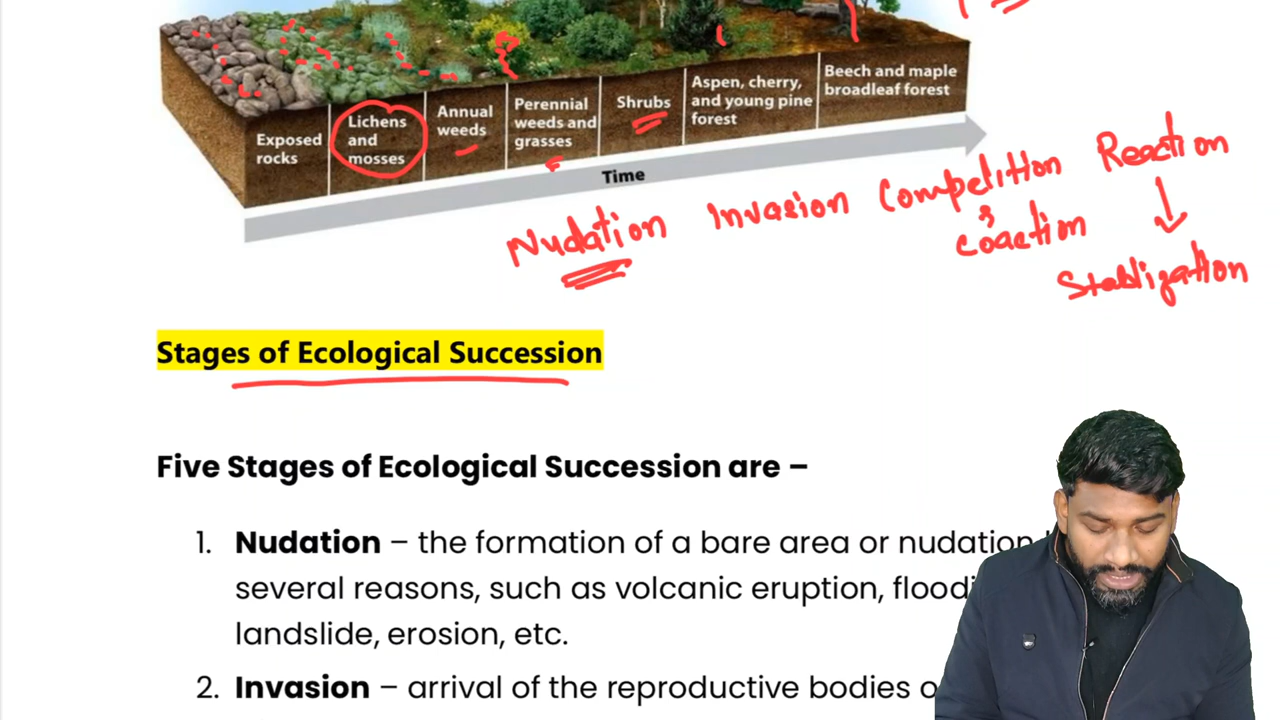 Exposed
rocks
Lichens
and
mosses
Annual
weeds
Perennial
weeds and
grasses
Shrubs
Aspen, cherry,
and young pine
forest
Beech and maple
broadleaf forest
Time
Nudation Invasion Competition Reaction
& Coaction
Stablization
Stages of Ecological Succession
Five Stages of Ecological Succession are –
1. Nudation – the formation of a bare area or nudation
several reasons, such as volcanic eruption,
landslide, erosion, etc.
2. Invasion – arrival of the reproductive bodies